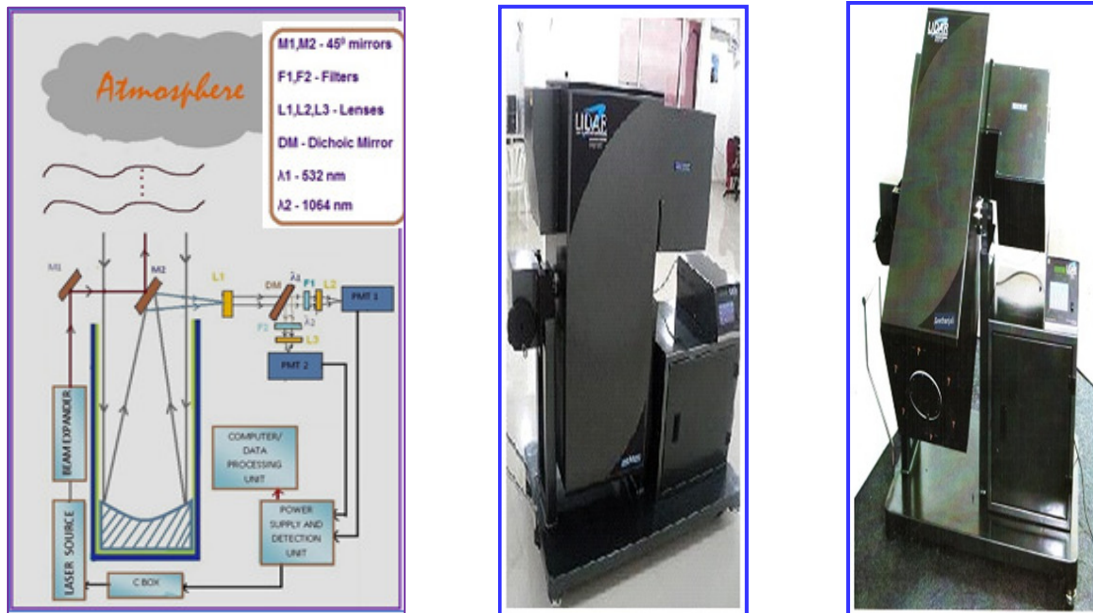 Atmosphere
M1,M2 - 45⁰ mirrors
F1,F2 - Filters
L1,L2,L3 - Lenses
DM - Dichoic Mirror
λ1 - 532 nm
λ2 - 1064 nm
M1
M2
L1
DM
λ1
F1
L2
PMT 1
F2
λ2
L3
PMT 2
BEAM EXPANDER
LASER SOURCE
C BOX
COMPUTER/
DATA
PROCESSING
UNIT
POWER
SUPPLY AND
DETECTION
UNIT
LIDAR
LIDAR